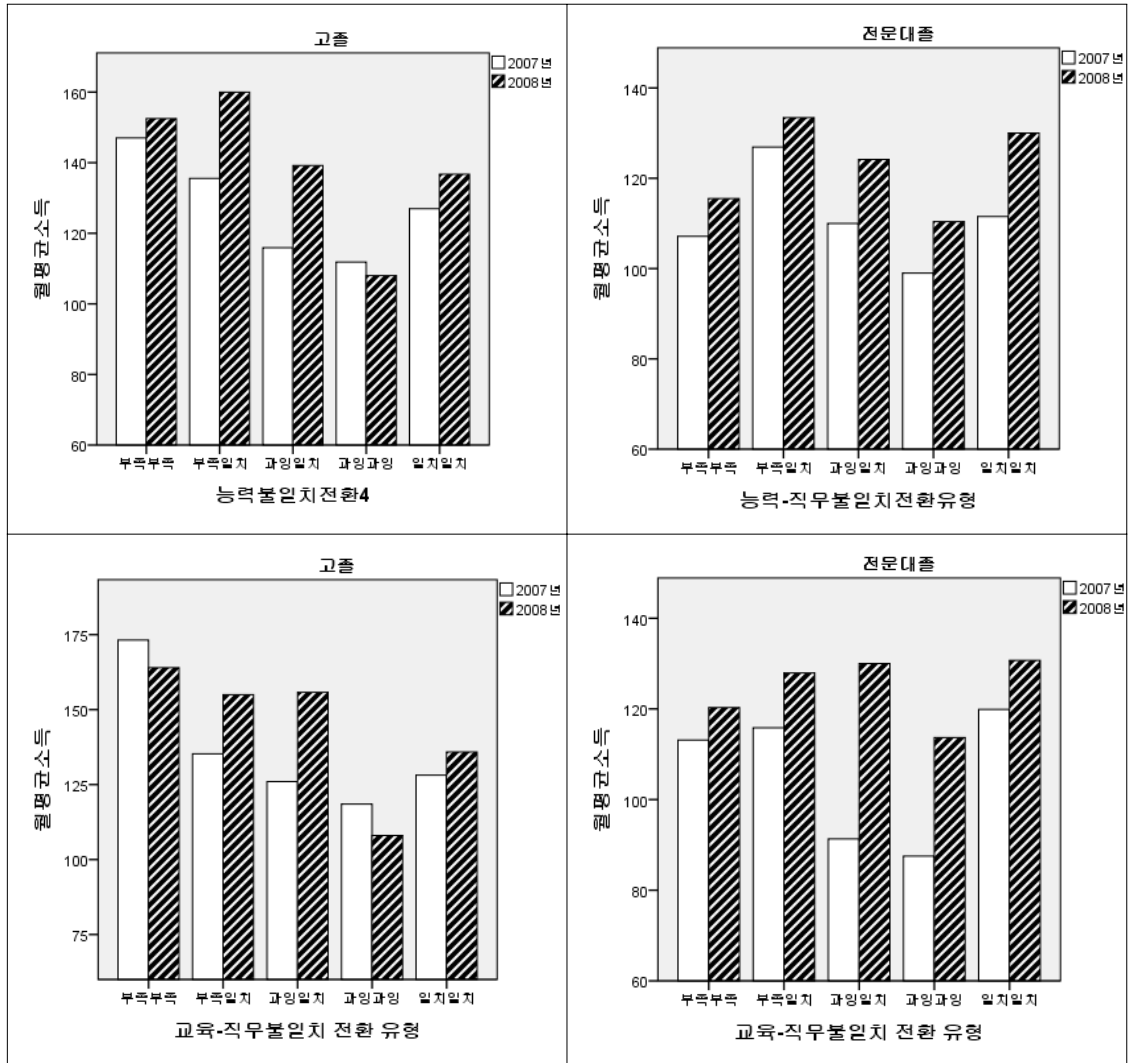 고졸
2007년
2008년
160
140
120
100
80
60
월평균소득
부족부족 부족일치 과잉일치 과잉과잉 일치일치
능력불일치전환4
전문대졸
2007년
2008년
140
120
100
80
60
월평균소득
부족부족 부족일치 과잉일치 과잉과잉 일치일치
능력-직무불일치전환유형
고졸
2007년
2008년
175
150
125
100
75
월평균소득
부족부족 부족일치 과잉일치 과잉과잉 일치일치
교육-직무불일치 전환 유형
전문대졸
2007년
2008년
140
120
100
80
60
월평균소득
부족부족 부족일치 과잉일치 과잉과잉 일치일치
교육-직무불일치 전환 유형